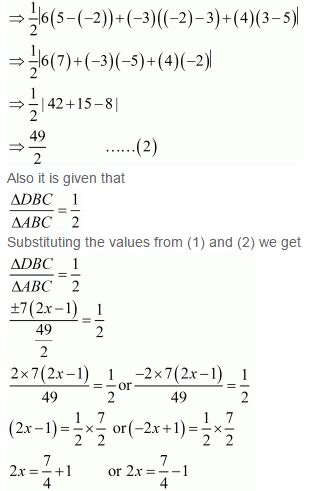 ⇒ 1/2|6(5−(−2))+(−3)((−2)−3)+(4)(3−5)|
⇒ 1/2|6(7)+(−3)(−5)+(4)(−2)|
⇒ 1/2|42+15−8|
⇒ 49/2 ......(2)
Also it is given that
ΔDBC/ΔABC = 1/2
Substituting the values from (1) and (2) we get
ΔDBC/ΔABC = 1/2
±7(2x−1)/(49/2) = 1/2
2×7(2x−1)/49 = 1/2 or −2×7(2x−1)/49 = 1/2
(2x−1) = 1/2 × 7/2 or (−2x+1) = 1/2 × 7/2
2x = 7/4 + 1 or 2x = 7/4 − 1